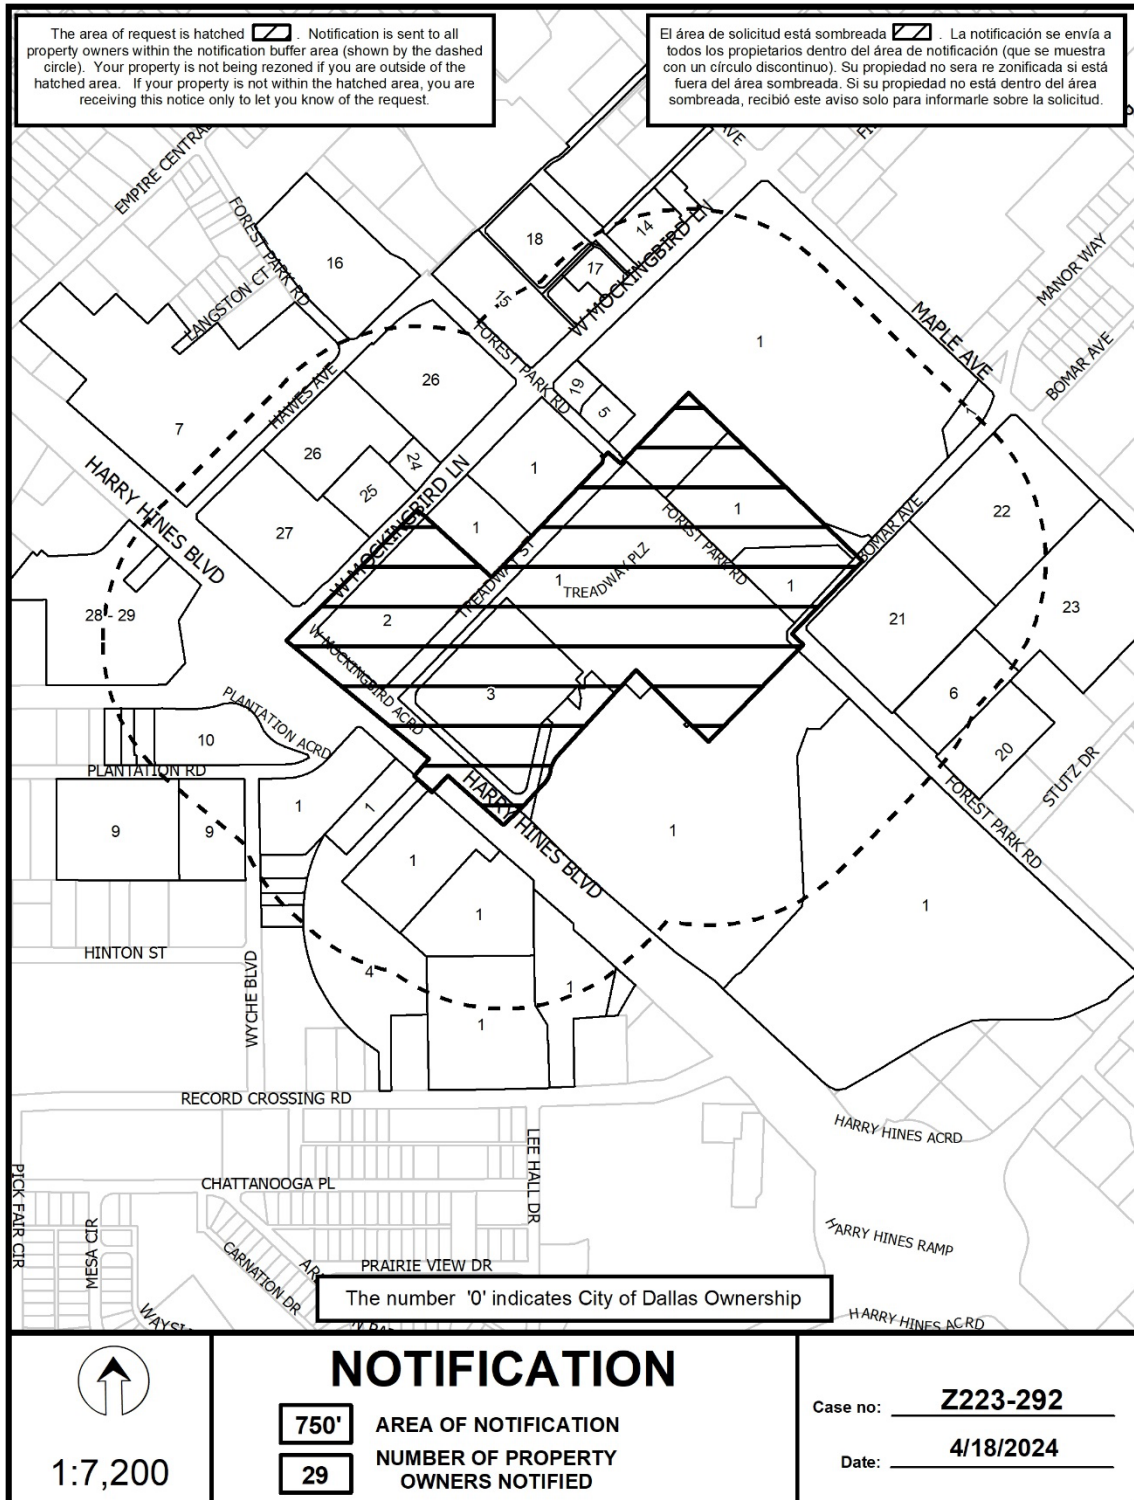 The area of request is hatched . Notification is sent to all
property owners within the notification buffer area (shown by the dashed
circle). Your property is not being rezoned if you are outside of the
hatched area. If your property is not within the hatched area, you are
receiving this notice only to let you know of the request.
El área de solicitud está sombreada . La notificación se envía a
todos los propietarios dentro del área de notificación (que se muestra
con un círculo discontinuo). Su propiedad no sera re zonificada si está
fuera del área sombreada. Si su propiedad no está dentro del área
sombreada, recibió este aviso solo para informarle sobre la solicitud.
AVE
EMPIRE CENTRAL
FOREST PARK RD
LANGSTON CT
16
18
14
17
15
W MOCKINGBIRD LN
MANOR WAY
MAPLE AVE
BOMAR AVE
1
1
FOREST PARK RD
19
5
26
HAWES AVE
7
26
24
25
27
HARRY HINES BLVD
W MOCKINGBIRD LN
1
1
1
FOREST PARK RD
BOMAR AVE
22
TREADWAY ST
1
TREADWAY PLZ
1
2
21
23
28 - 29
W MOCKINGBIRD ACRD
3
6
20
STUTZ DR
FOREST PARK RD
PLANTATION ACRD
10
PLANTATION RD
9
9
1
1
HARRY HINES BLVD
1
1
1
1
HINTON ST
WYCHE BLVD
4
1
1
RECORD CROSSING RD
HARRY HINES ACRD
LEE HALL DR
PICK FAIR CIR
CHATTANOOGA PL
MESA CIR
CARNATION DR
PRAIRIE VIEW DR
HARRY HINES RAMP
HARRY HINES ACRD
The number '0' indicates City of Dallas Ownership
1:7,200
NOTIFICATION
750' AREA OF NOTIFICATION
29 NUMBER OF PROPERTY
OWNERS NOTIFIED
Case no: Z223-292
Date: 4/18/2024